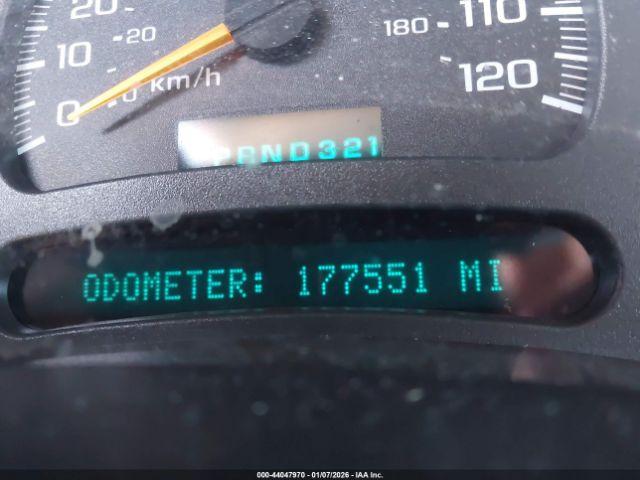 20 110
10 20 180
0 0 km/h 120
PRND321
ODOMETER: 177551 MI
000-44047970 - 01/07/2026 - IAA Inc.